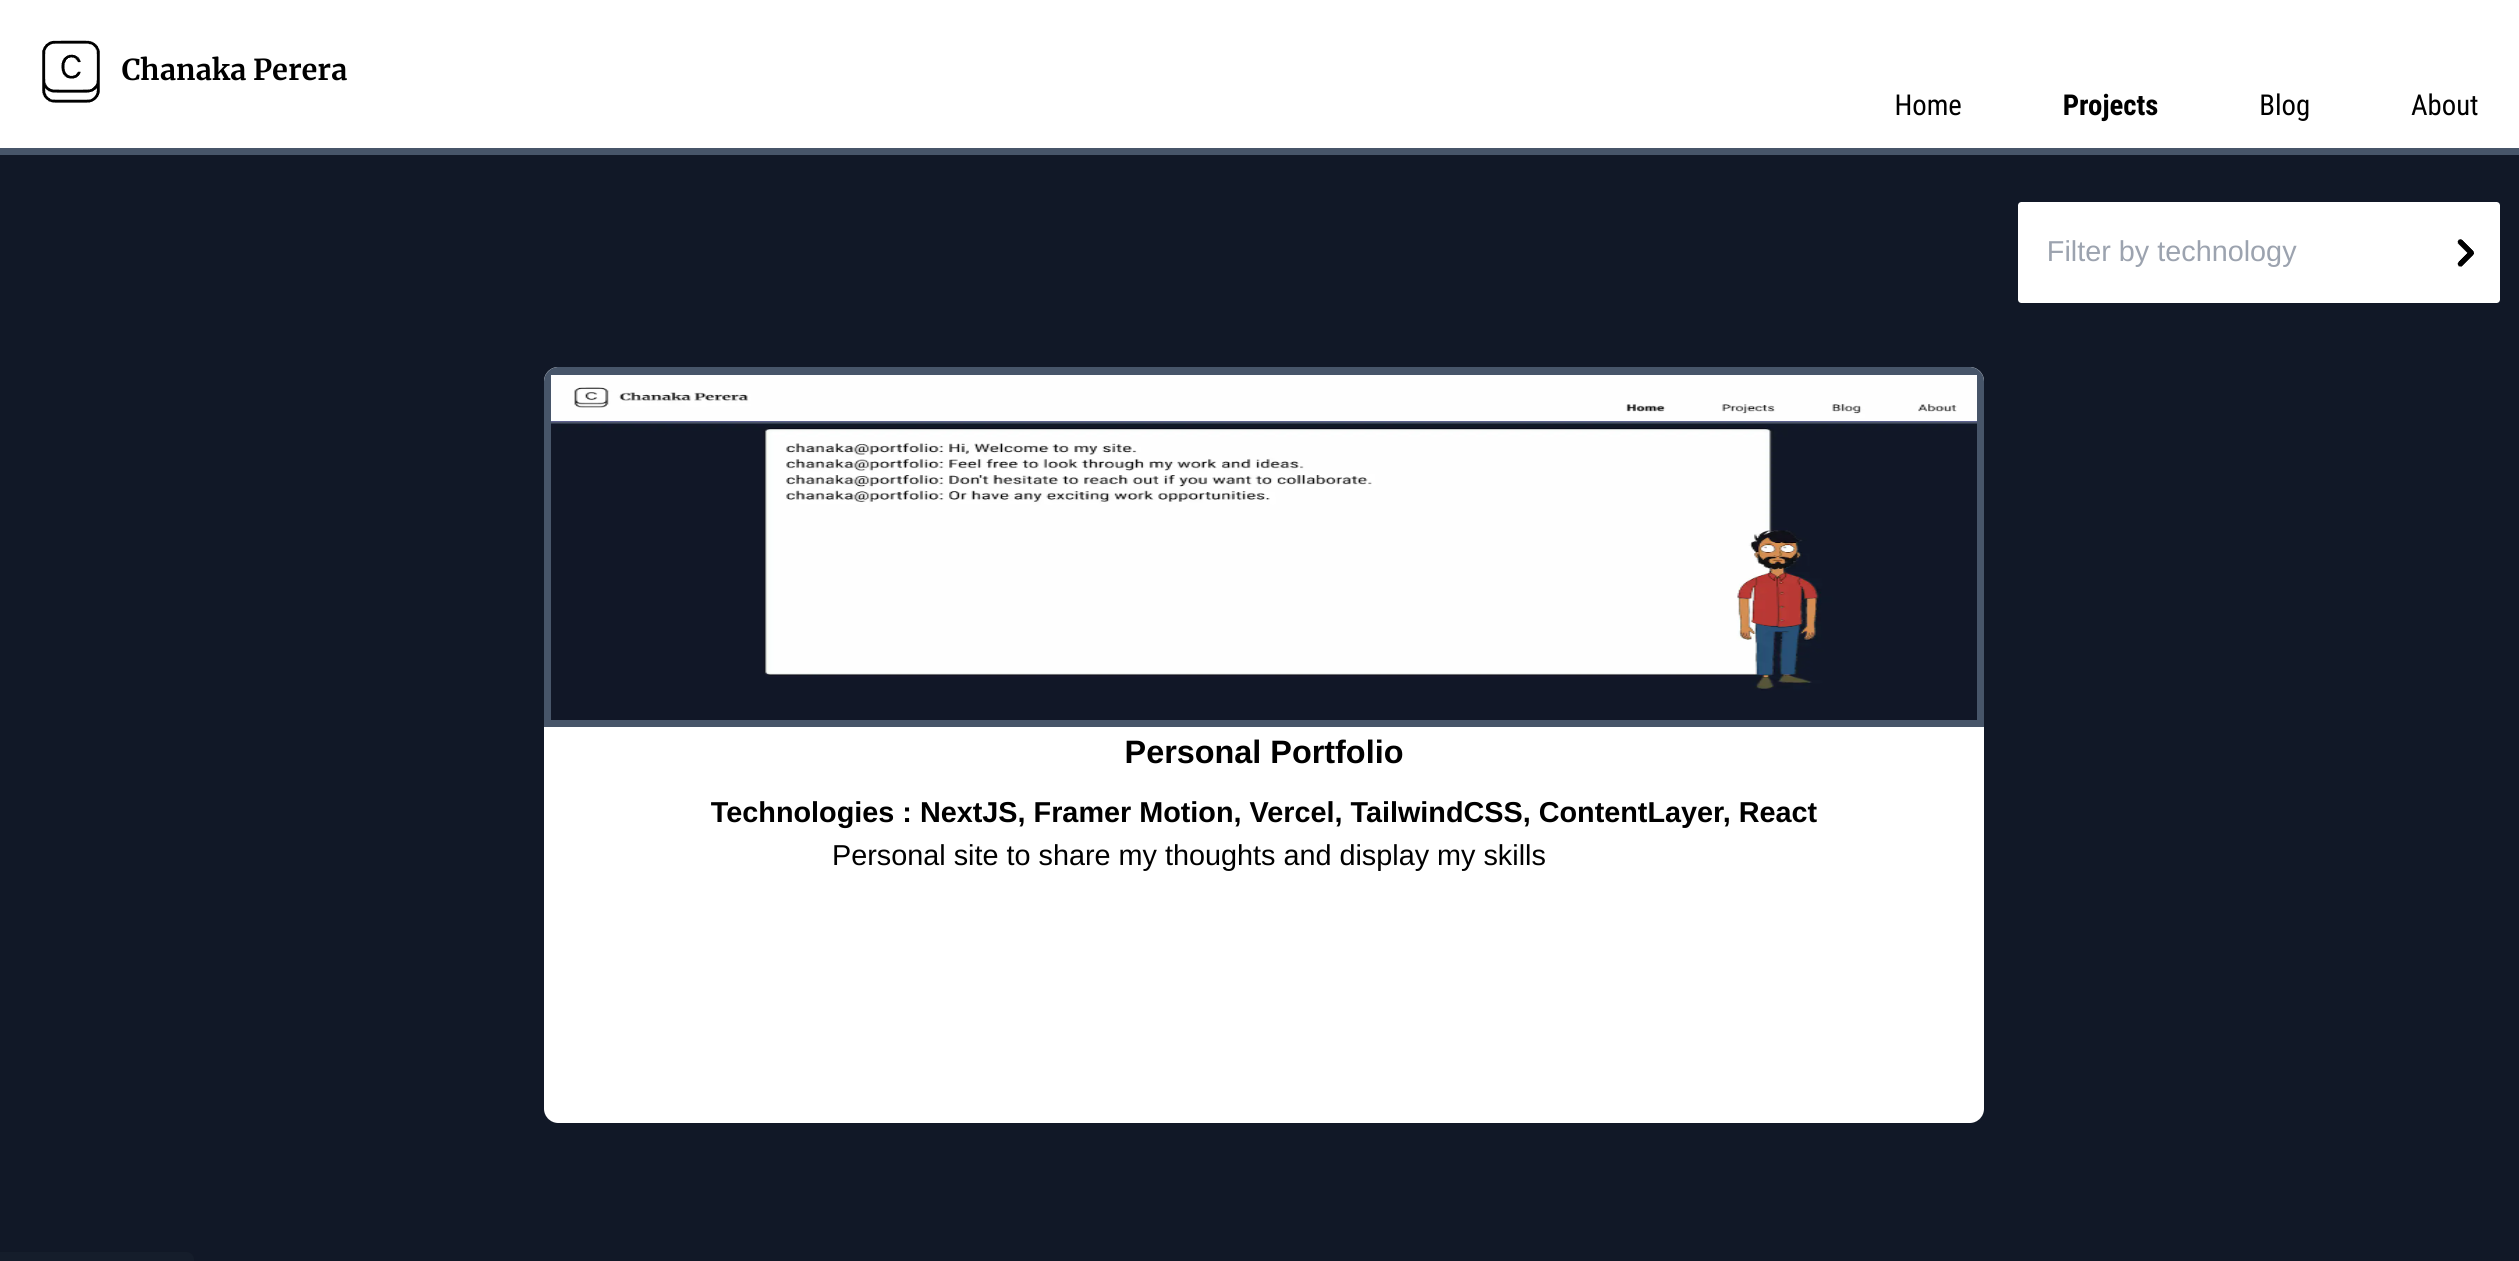 C
Chanaka Perera
Home
Projects
Blog
About
Filter by technology
C
Chanaka Perera
Home
Projects
Blog
About
chanaka@portfolio: Hi, Welcome to my site.
chanaka@portfolio: Feel free to look through my work and ideas.
chanaka@portfolio: Don't hesitate to reach out if you want to collaborate.
chanaka@portfolio: Or have any exciting work opportunities.
Personal Portfolio
Technologies : NextJS, Framer Motion, Vercel, TailwindCSS, ContentLayer, React
Personal site to share my thoughts and display my skills